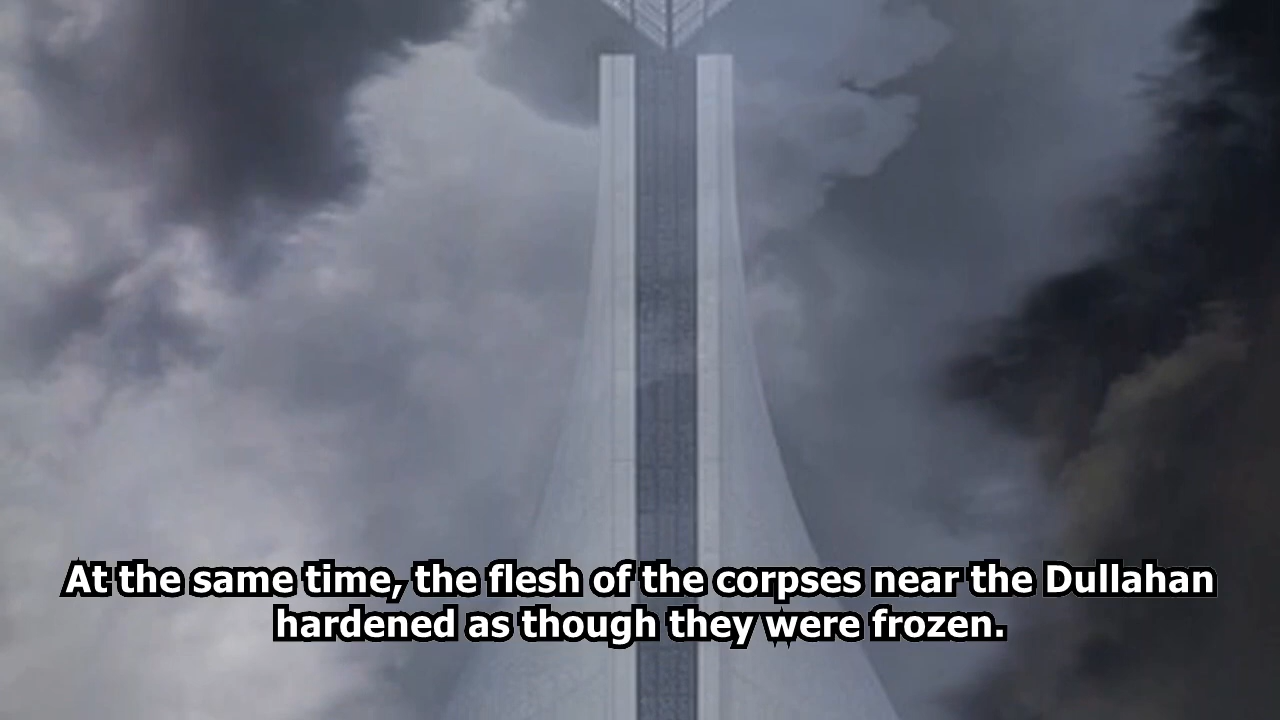 At the same time, the flesh of the corpses near the Dullahan
hardened as though they were frozen.